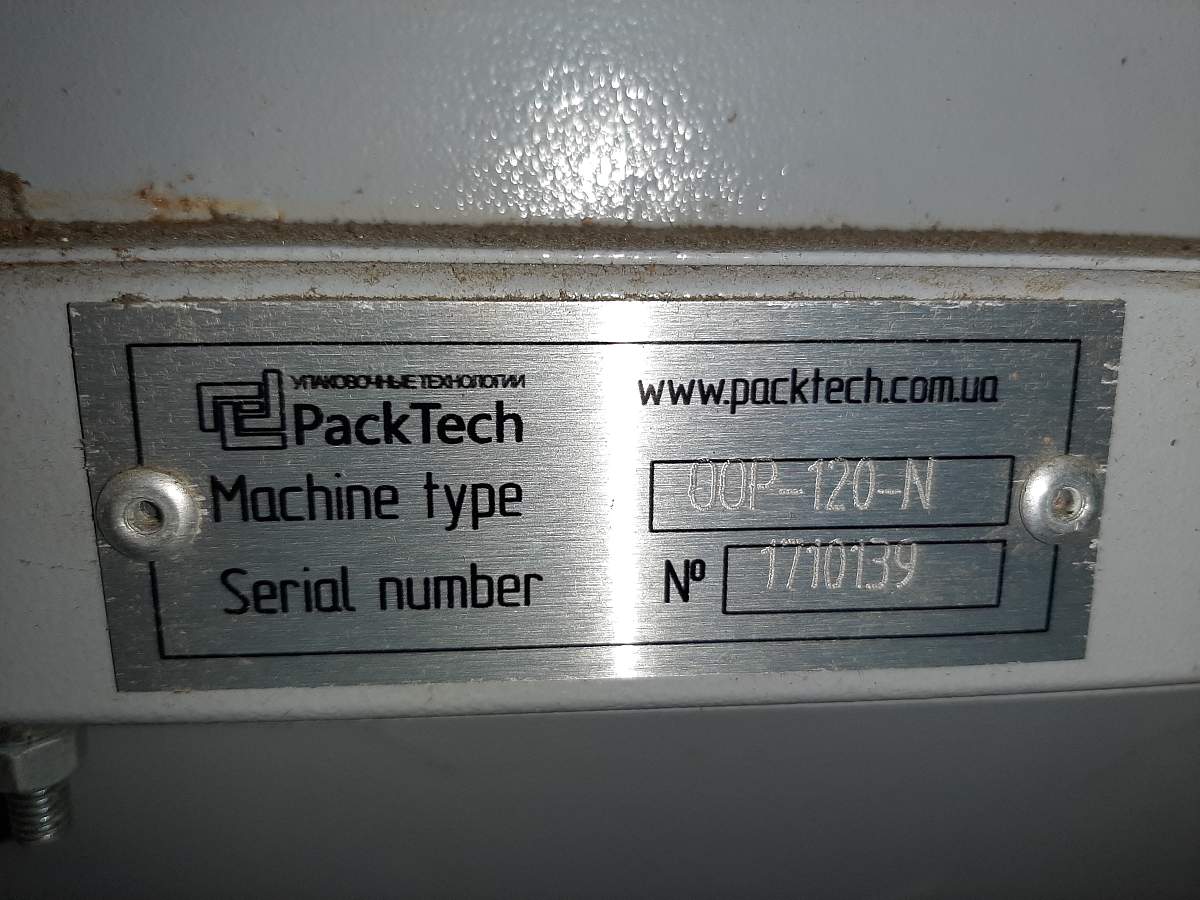 УПАКОВОЧНЫЕ ТЕХНОЛОГИИ
PackTech
www.packtech.com.ua
Machine type OOP-120-N
Serial number Nº 1710139